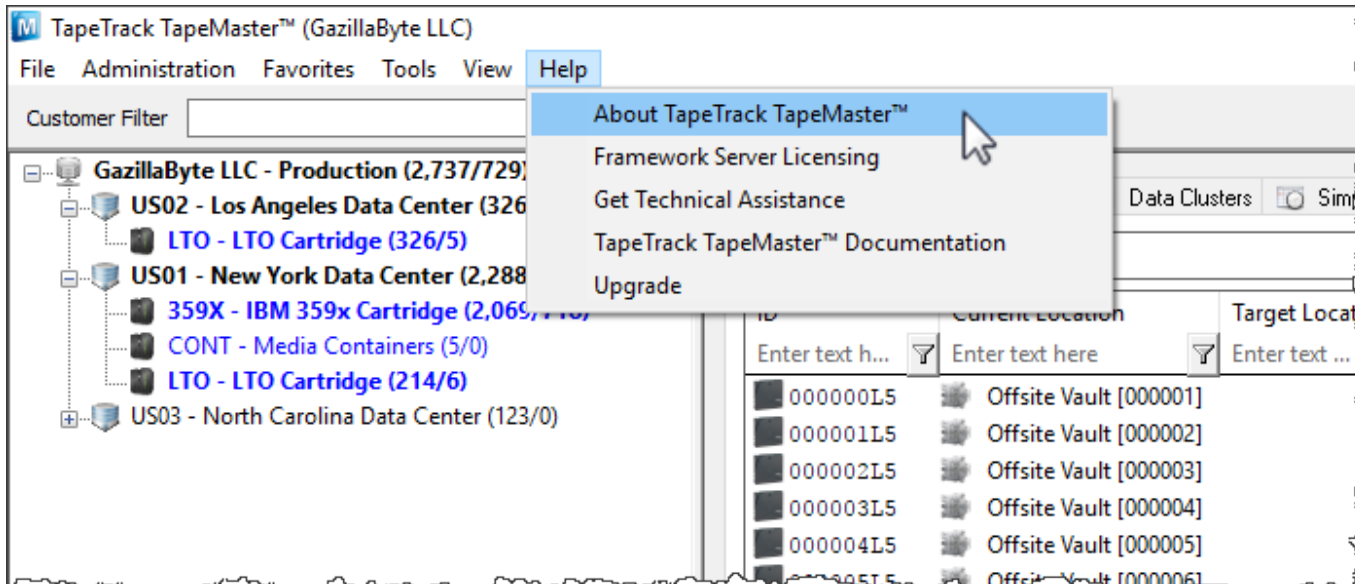 TapeTrack TapeMaster™ (GazillaByte LLC)
File Administration Favorites Tools View Help
Customer Filter
About TapeTrack TapeMaster™
Framework Server Licensing
Get Technical Assistance
TapeTrack TapeMaster™ Documentation
Upgrade
GazillaByte LLC - Production (2,737/729)
US02 - Los Angeles Data Center (326
LTO - LTO Cartridge (326/5)
US01 - New York Data Center (2,288
359X - IBM 359x Cartridge (2,069/
CONT - Media Containers (5/0)
LTO - LTO Cartridge (214/6)
US03 - North Carolina Data Center (123/0)
Data Clusters
ID Current Location Target Locat
Enter text h... Enter text here Enter text ...
000000L5 Offsite Vault [000001]
000001L5 Offsite Vault [000002]
000002L5 Offsite Vault [000003]
000003L5 Offsite Vault [000004]
000004L5 Offsite Vault [000005]